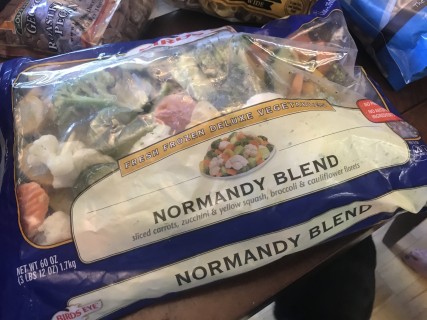 FRESH FROZEN DELUXE VEGETABLES
NORMANDY BLEND
sliced carrots, zucchini & yellow squash, broccoli & cauliflower florets
NORMANDY BLEND
NET WT 60 OZ
(3 LBS 12 OZ) 1.7kg
BIRDS EYE